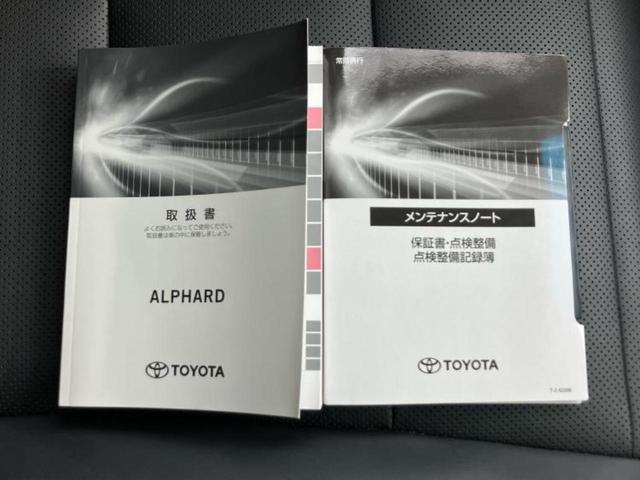 取扱書
よくお読みになってご使用ください。
取扱書は車の中に保管しましょう。
ALPHARD
TOYOTA
常時携行
メンテナンスノート
保証書・点検整備
点検整備記録簿
TOYOTA